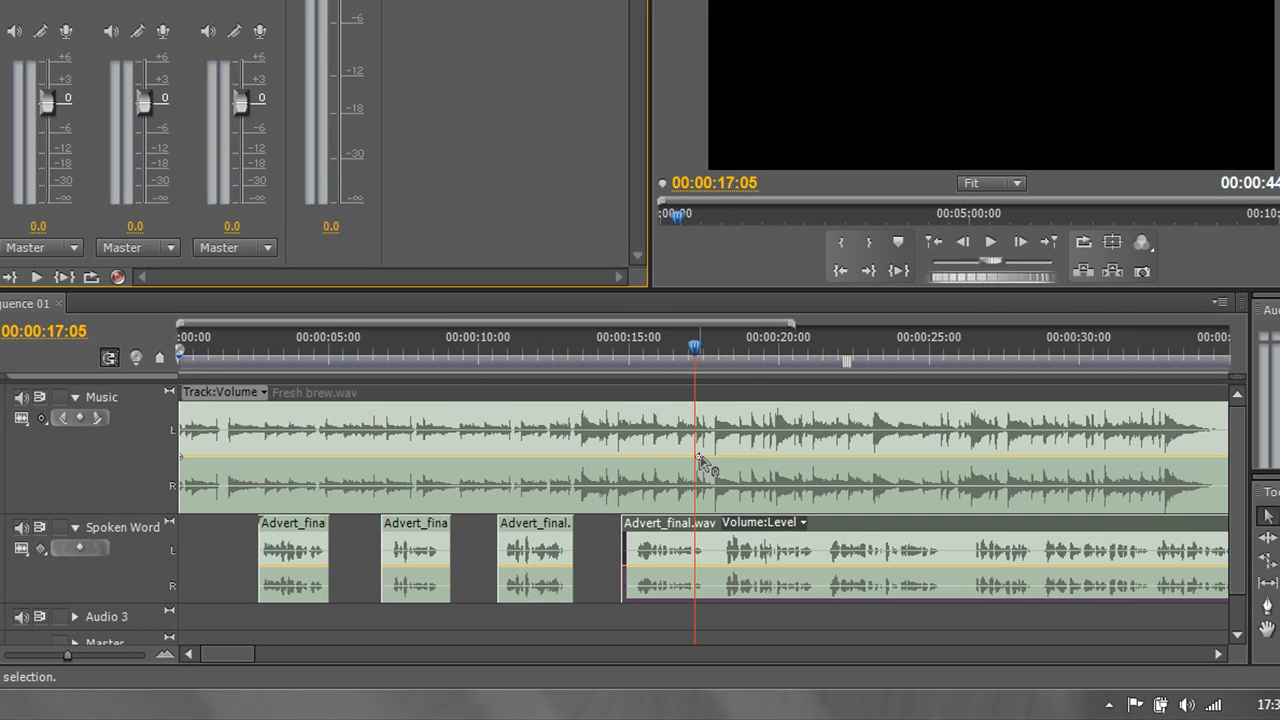 -6
-12
-18
-30
-∞
+6 +6 +6
+3 +3 +3
0 0 0
-6 -6 -6
-12 -12 -12
-18 -18 -18
-30 -30 -30
-∞ -∞ -∞
0.0 0.0 0.0 0.0
Master Master Master
00:00:17:05 Fit 00:00:44
:00:00 00:05:00:00 00:10:
uence 01
00:00:17:05
:00:00 00:00:05:00 00:00:10:00 00:00:15:00 00:00:20:00 00:00:25:00 00:00:30:00 00:00:
Music
Track:Volume Fresh brew.wav
L
R
Spoken Word
Advert_fina Advert_fina Advert_final. Advert_final.wav Volume:Level
L
R
Audio 3
Master
Au
To
selection.
17:3